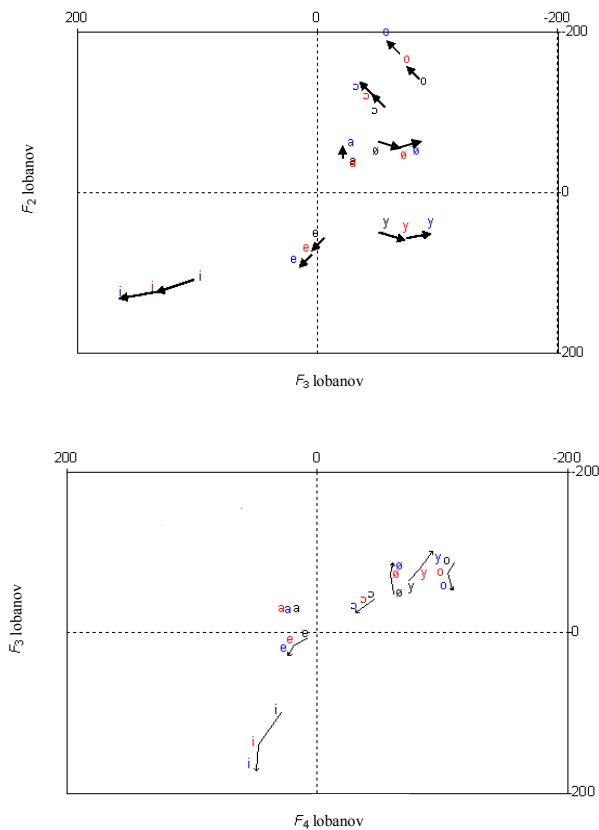 200 0 -200
o -200
o
o
ɔ
ɔ
ɔ
a ø ø ø
a
a
0
e y y y
e
e
i
i i
200
F2 lobanov
F3 lobanov
200 0 -200
-200
y o
ø y o
ø y o
ø
ɔ ɔ ɔ
a a a
e 0
e
e
i
i
i
-200
F3 lobanov
F4 lobanov